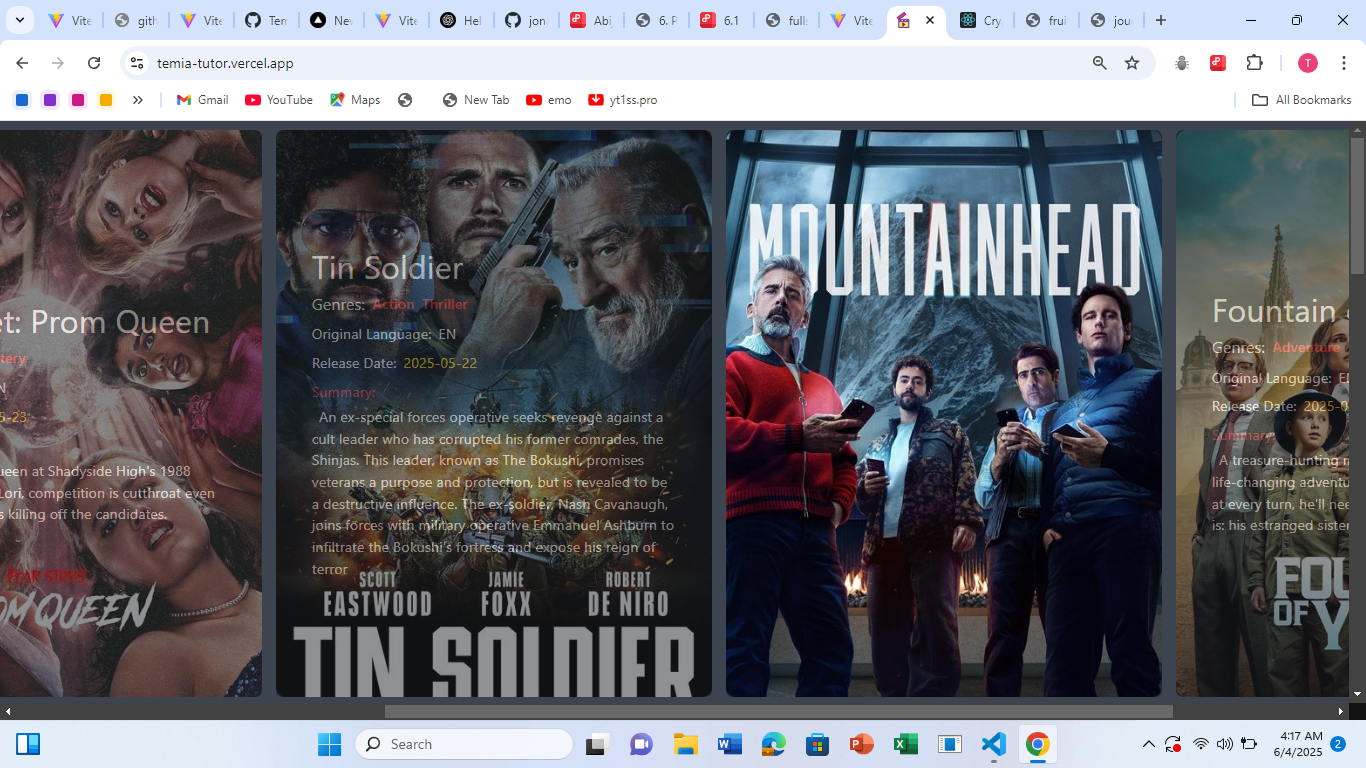 Vite
gith
Vite
Ten
Nev
Vite
Hel
jon
Abj
6. P
6.1
fulls
Vite
Cry
frui
jou
temia-tutor.vercel.app
T
Gmail
YouTube
Maps
New Tab
emo
yt1ss.pro
All Bookmarks
et: Prom Queen
tery
N
5-23
ueen at Shadyside High's 1988
Lori, competition is cutthroat even
s killing off the candidates.
FEAR STREET
OM QUEEN
Tin Soldier
Genres: Action Thriller
Original Language: EN
Release Date: 2025-05-22
Summary:
An ex-special forces operative seeks revenge against a
cult leader who has corrupted his former comrades, the
Shinjas. This leader, known as The Bokushi, promises
veterans a purpose and protection, but is revealed to be
a destructive influence. The ex-soldier, Nash Cavanaugh,
joins forces with military operative Emmanuel Ashburn to
infiltrate the Bokushi's fortress and expose his reign of
terror
SCOTT EASTWOOD
JAMIE FOXX
ROBERT DE NIRO
TIN SOLDIER
MOUNTAINHEAD
Fountain
Genres: Adventure
Original Language: E
Release Date: 2025-0
Summary:
A treasure-hunting m
life-changing adventu
at every turn, he'll nee
is: his estranged sister
FOU
OF Y
Search
4:17 AM
6/4/2025
2